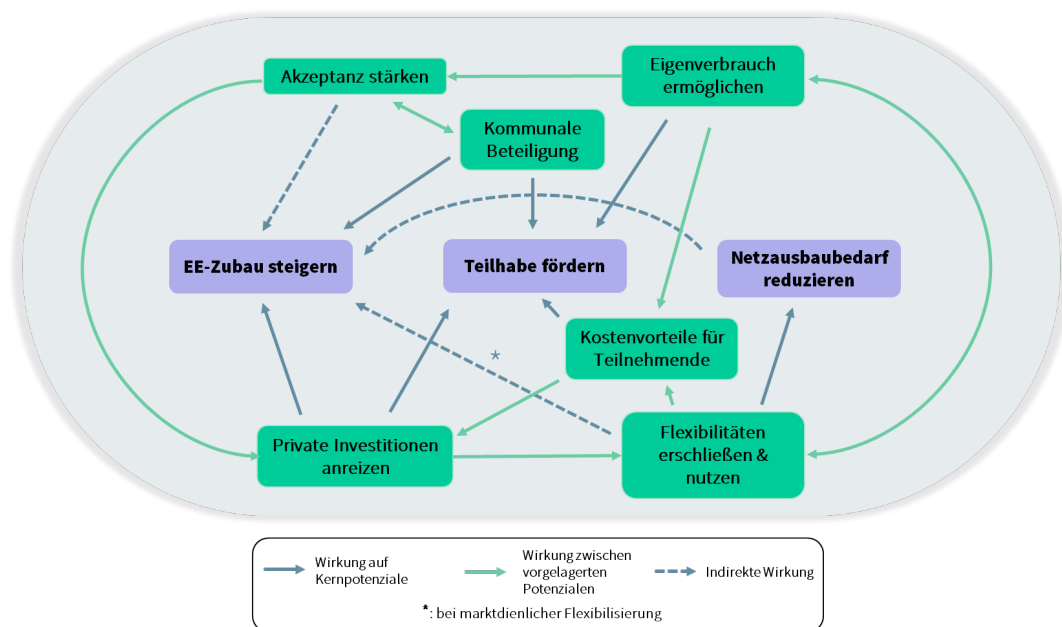 Akzeptanz stärken
Eigenverbrauch
ermöglichen
Kommunale
Beteiligung
EE-Zubau steigern
Teilhabe fördern
Netzausbaubedarf
reduzieren
Kostenvorteile für
Teilnehmende
*
Private Investitionen
anreizen
Flexibilitäten
erschließen &
nutzen
Wirkung auf
Kernpotenziale
Wirkung zwischen
vorgelagerten
Potenzialen
Indirekte Wirkung
*: bei marktdienlicher Flexibilisierung